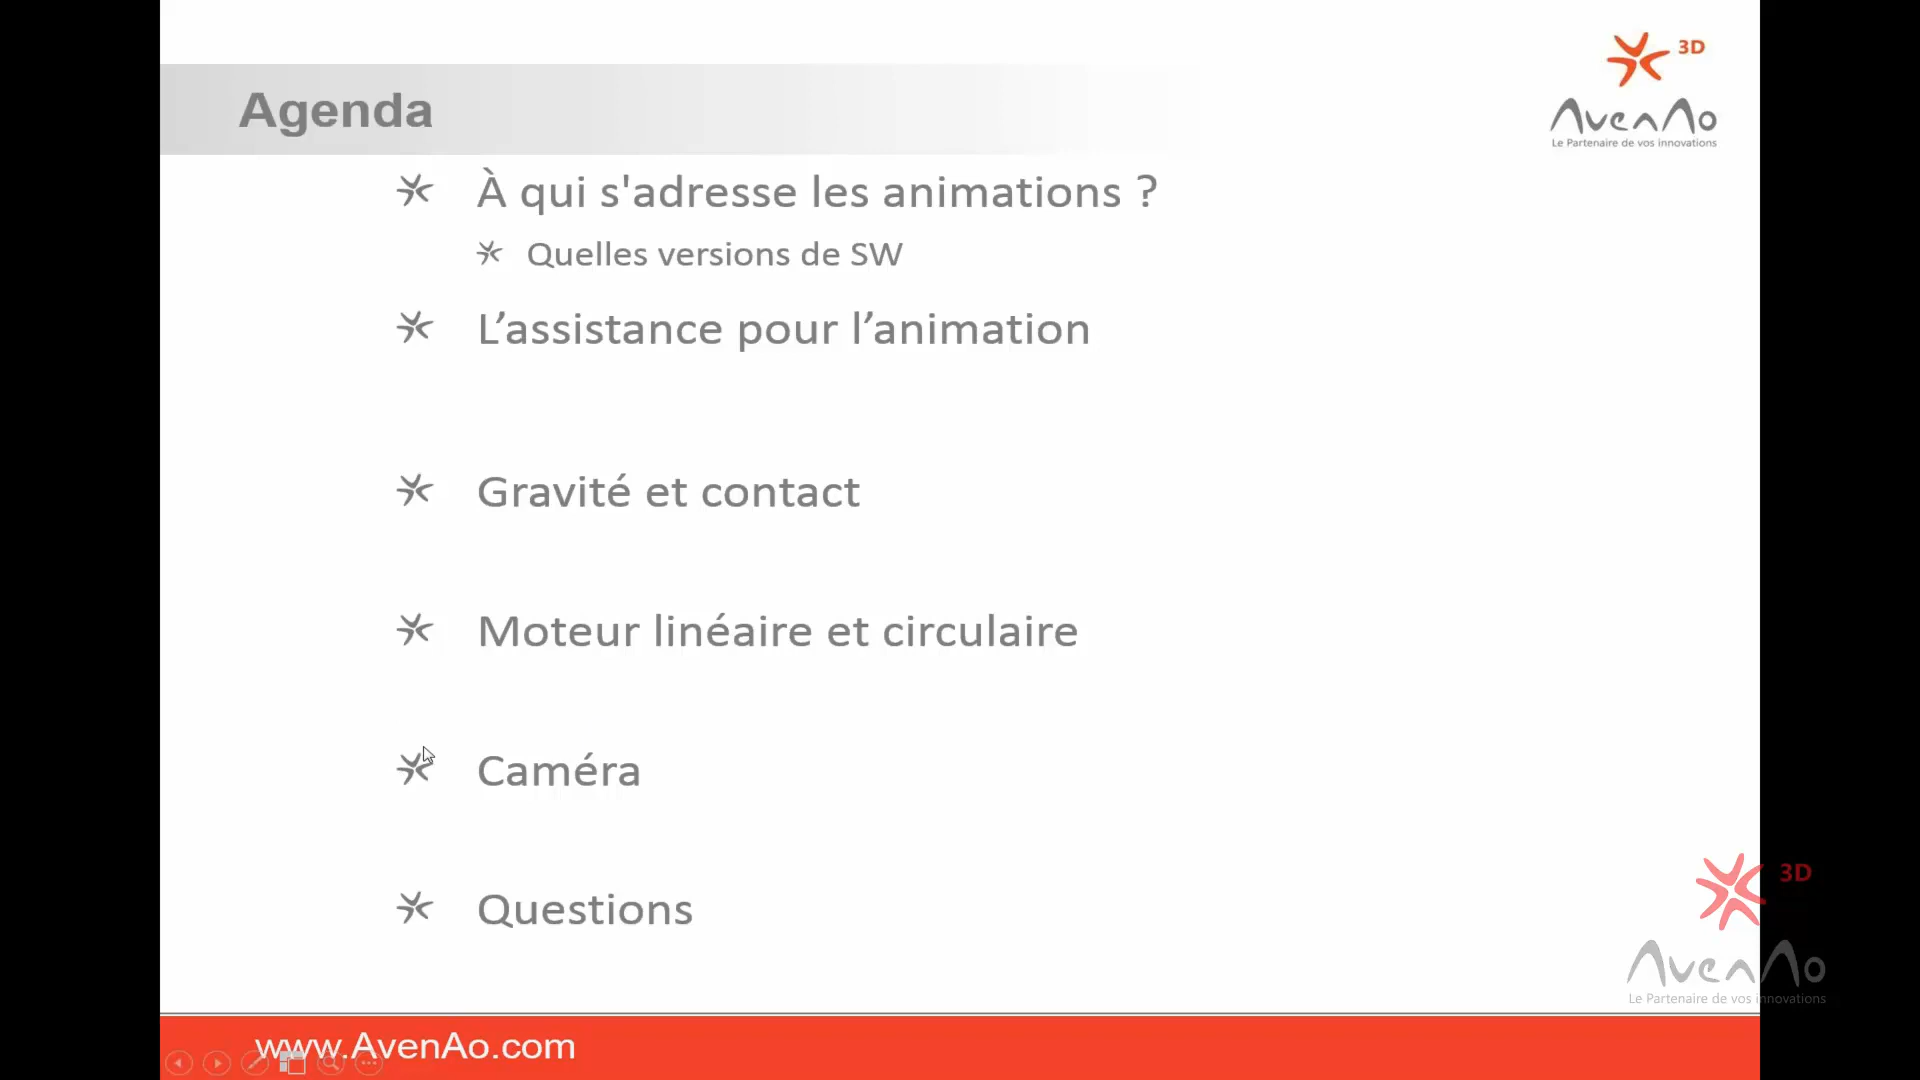 3D
AvenAo
Le Partenaire de vos innovations
Agenda
À qui s'adresse les animations ?
Quelles versions de SW
L’assistance pour l’animation
Gravité et contact
Moteur linéaire et circulaire
Caméra
Questions
3D
AvenAo
Le Partenaire de vos innovations
www.AvenAo.com